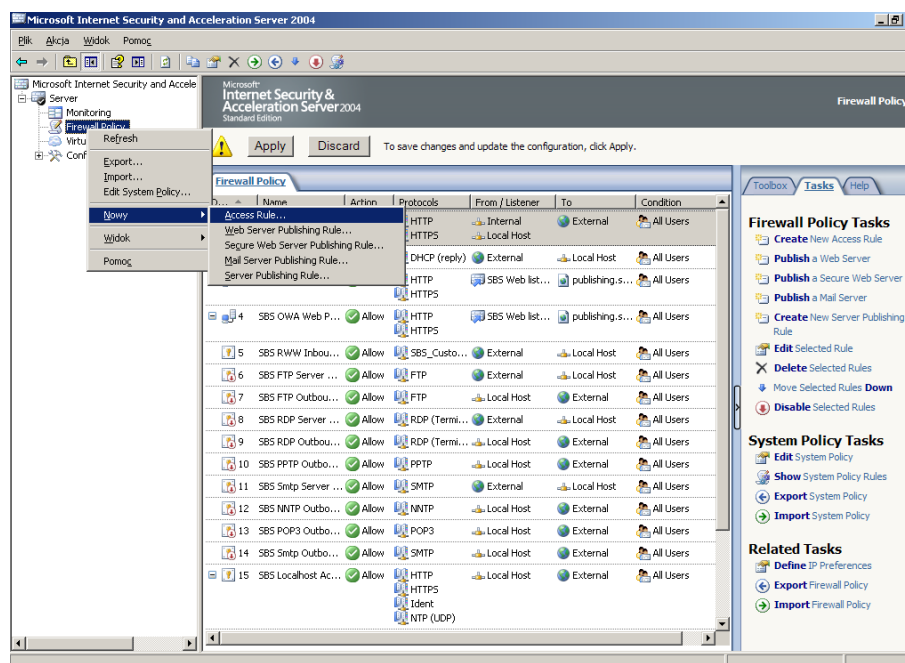 Microsoft Internet Security and Acceleration Server 2004
Plik Akcja Widok Pomoc
Microsoft Internet Security and Accele
Server
Monitoring
Firewall Policy
Virtu
Conf
Refresh
Export...
Import...
Edit System Policy...
Nowy
Widok
Pomoc
Access Rule...
Web Server Publishing Rule...
Secure Web Server Publishing Rule...
Mail Server Publishing Rule...
Server Publishing Rule...
Microsoft
Internet Security &
Acceleration Server 2004
Standard Edition
Firewall Policy
Apply Discard To save changes and update the configuration, click Apply.
Firewall Policy
Name Action Protocols From / Listener To Condition
HTTP Internal External All Users
HTTPS Local Host
DHCP (reply) External Local Host All Users
HTTP SBS Web list... publishing.s... All Users
HTTPS
4 SBS OWA Web P... Allow HTTP SBS Web list... publishing.s... All Users
HTTPS
5 SBS RWW Inbou... Allow SBS_Custo... External Local Host All Users
6 SBS FTP Server ... Allow FTP External Local Host All Users
7 SBS FTP Outbou... Allow FTP Local Host External All Users
8 SBS RDP Server ... Allow RDP (Termi... External Local Host All Users
9 SBS RDP Outbou... Allow RDP (Termi... Local Host External All Users
10 SBS PPTP Outbo... Allow PPTP Local Host External All Users
11 SBS Smtp Server ... Allow SMTP External Local Host All Users
12 SBS NNTP Outbo... Allow NNTP Local Host External All Users
13 SBS POP3 Outbo... Allow POP3 Local Host External All Users
14 SBS Smtp Outbo... Allow SMTP Local Host External All Users
15 SBS Localhost Ac... Allow HTTP Local Host External All Users
HTTPS
Ident
NTP (UDP)
Toolbox Tasks Help
Firewall Policy Tasks
Create New Access Rule
Publish a Web Server
Publish a Secure Web Server
Publish a Mail Server
Create New Server Publishing
Rule
Edit Selected Rule
Delete Selected Rules
Move Selected Rules Down
Disable Selected Rules
System Policy Tasks
Edit System Policy
Show System Policy Rules
Export System Policy
Import System Policy
Related Tasks
Define IP Preferences
Export Firewall Policy
Import Firewall Policy